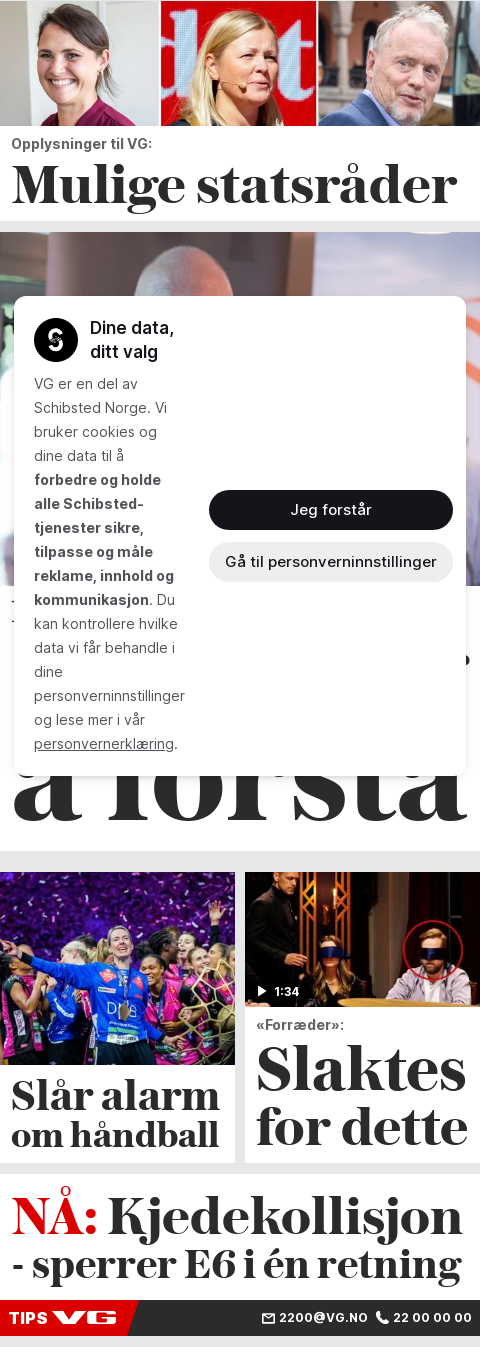 Opplysninger til VG:
Mulige statsråder
Dine data,
ditt valg
VG er en del av
Schibsted Norge. Vi
bruker cookies og
dine data til å
forbedre og holde
alle Schibsted-
tjenester sikre,
tilpasse og måle
reklame, innhold og
kommunikasjon. Du
kan kontrollere hvilke
data vi får behandle i
dine
personverninnstillinger
og lese mer i vår
personvernerklæring.
Jeg forstår
Gå til personverninnstillinger
å forstå
1:34
Slår alarm
om håndball
«Forræder»:
Slaktes
for dette
NÅ: Kjedekollisjon
- sperrer E6 i én retning
TIPS VG
2200@VG.NO 22 00 00 00